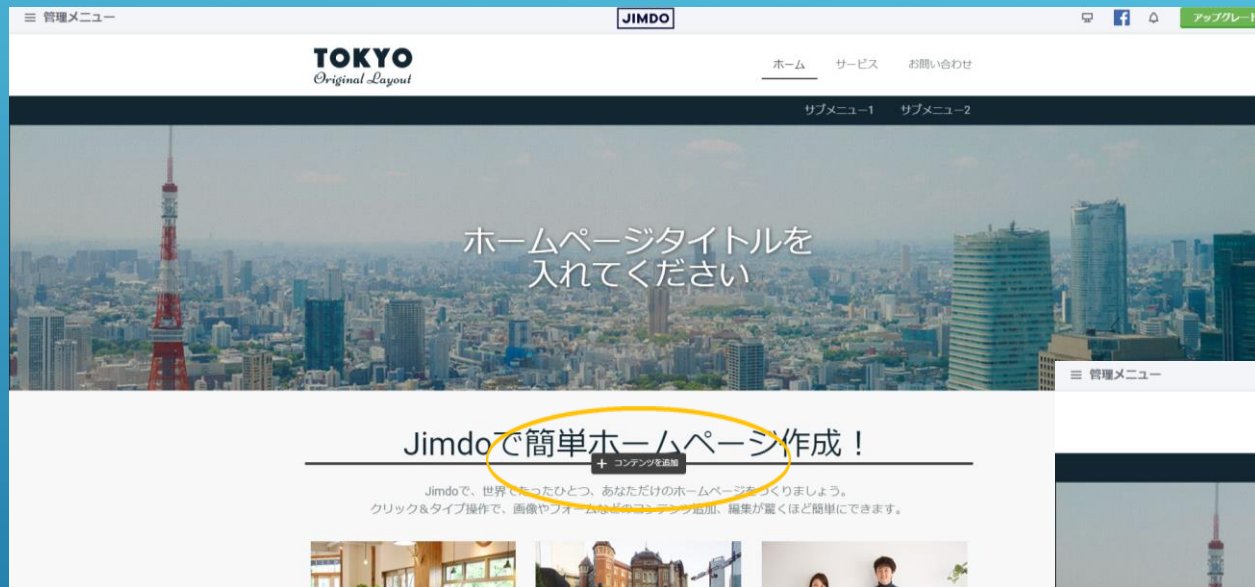 管理メニュー
JIMDO
アップグレード
TOKYO
Original Layout
ホーム サービス お問い合わせ
サブメニュー1 サブメニュー2
ホームページタイトルを
入れてください
Jimdoで簡単ホームページ作成！
＋ コンテンツを追加
Jimdoで、世界でたったひとつ、あなただけのホームページをつくりましょう。
クリック＆タイプ操作で、画像やフォームなどのコンテンツ追加、編集が驚くほど簡単にできます。
管理メニュー